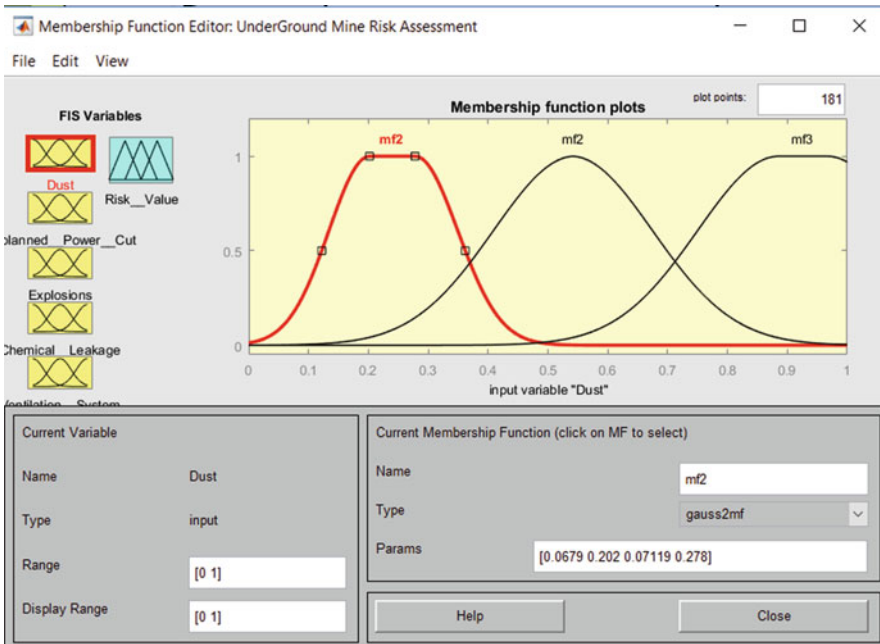 Membership Function Editor: UnderGround Mine Risk Assessment
File Edit View
FIS Variables
Dust
Risk__Value
planned__Power__Cut
Explosions
Chemical__Leakage
Ventilation__System
Membership function plots
plot points: 181
mf2 mf2 mf3
1
0.5
0
0 0.1 0.2 0.3 0.4 0.5 0.6 0.7 0.8 0.9 1
input variable "Dust"
Current Variable
Name Dust
Type input
Range [0 1]
Display Range [0 1]
Current Membership Function (click on MF to select)
Name mf2
Type gauss2mf
Params [0.0679 0.202 0.07119 0.278]
Help Close